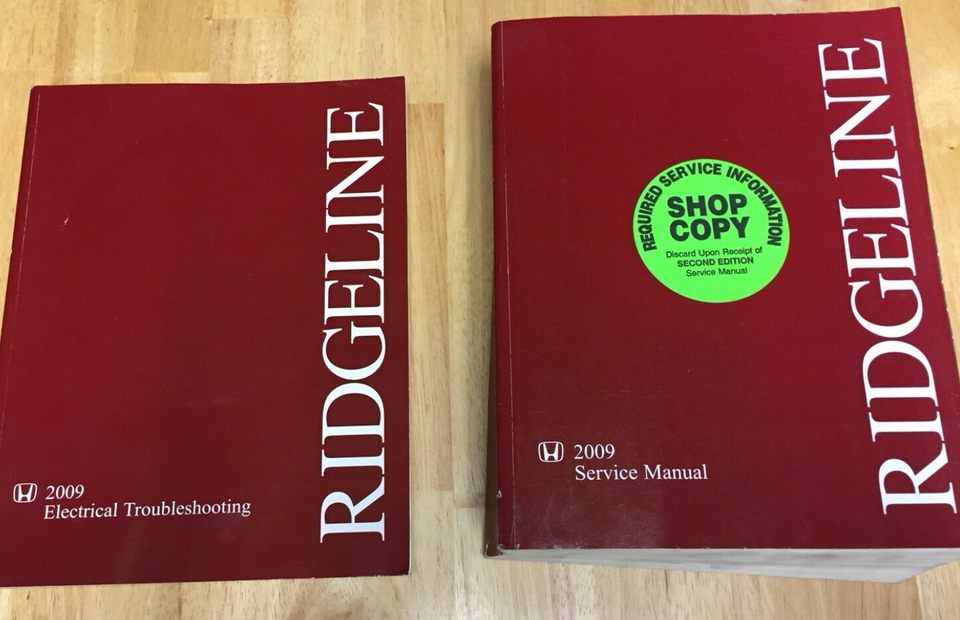 RIDGELINE
2009
Electrical Troubleshooting
RIDGELINE
REQUIRED SERVICE INFORMATION
SHOP
COPY
Discard Upon Receipt of
SECOND EDITION
Service Manual
2009
Service Manual